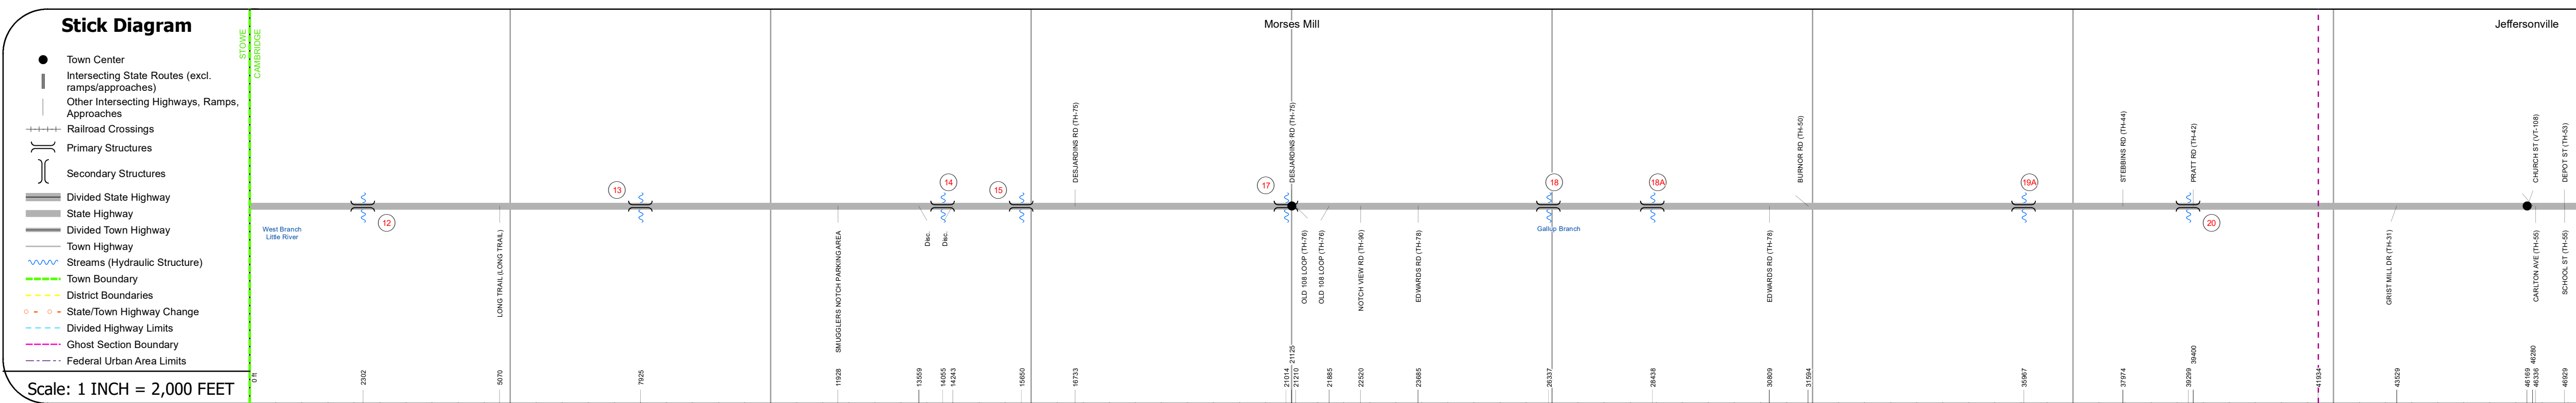 Stick Diagram
Town Center
Intersecting State Routes (excl.
ramps/approaches)
Other Intersecting Highways, Ramps,
Approaches
Railroad Crossings
Primary Structures
Secondary Structures
Divided State Highway
State Highway
Divided Town Highway
Town Highway
Streams (Hydraulic Structure)
Town Boundary
District Boundaries
State/Town Highway Change
Divided Highway Limits
Ghost Section Boundary
Federal Urban Area Limits
Scale: 1 INCH = 2,000 FEET
STOWE
CAMBRIDGE
Morses Mill
Jeffersonville
DESJARDINS RD (TH-75)
DESJARDINS RD (TH-75)
BURNOR RD (TH-50)
STEBBINS RD (TH-44)
PRATT RD (TH-42)
CHURCH ST (VT-108)
DEPOT ST (TH-53)
12
13
14
15
17
18
18A
19A
20
West Branch
Little River
Gallup Branch
LONG TRAIL (LONG TRAIL)
SMUGGLERS NOTCH PARKING AREA
Disc.
Disc.
OLD 108 LOOP (TH-76)
OLD 108 LOOP (TH-76)
NOTCH VIEW RD (TH-90)
EDWARDS RD (TH-78)
EDWARDS RD (TH-78)
GRIST MILL DR (TH-31)
CARLTON AVE (TH-55)
SCHOOL ST (TH-55)
0 ft
2302
5070
7925
11928
13559
14055
14243
15650
16733
21014
21125
21210
21885
22520
23685
26337
28438
30809
31594
35967
37974
39299
39400
41934
43529
46169
46280
46336
46929